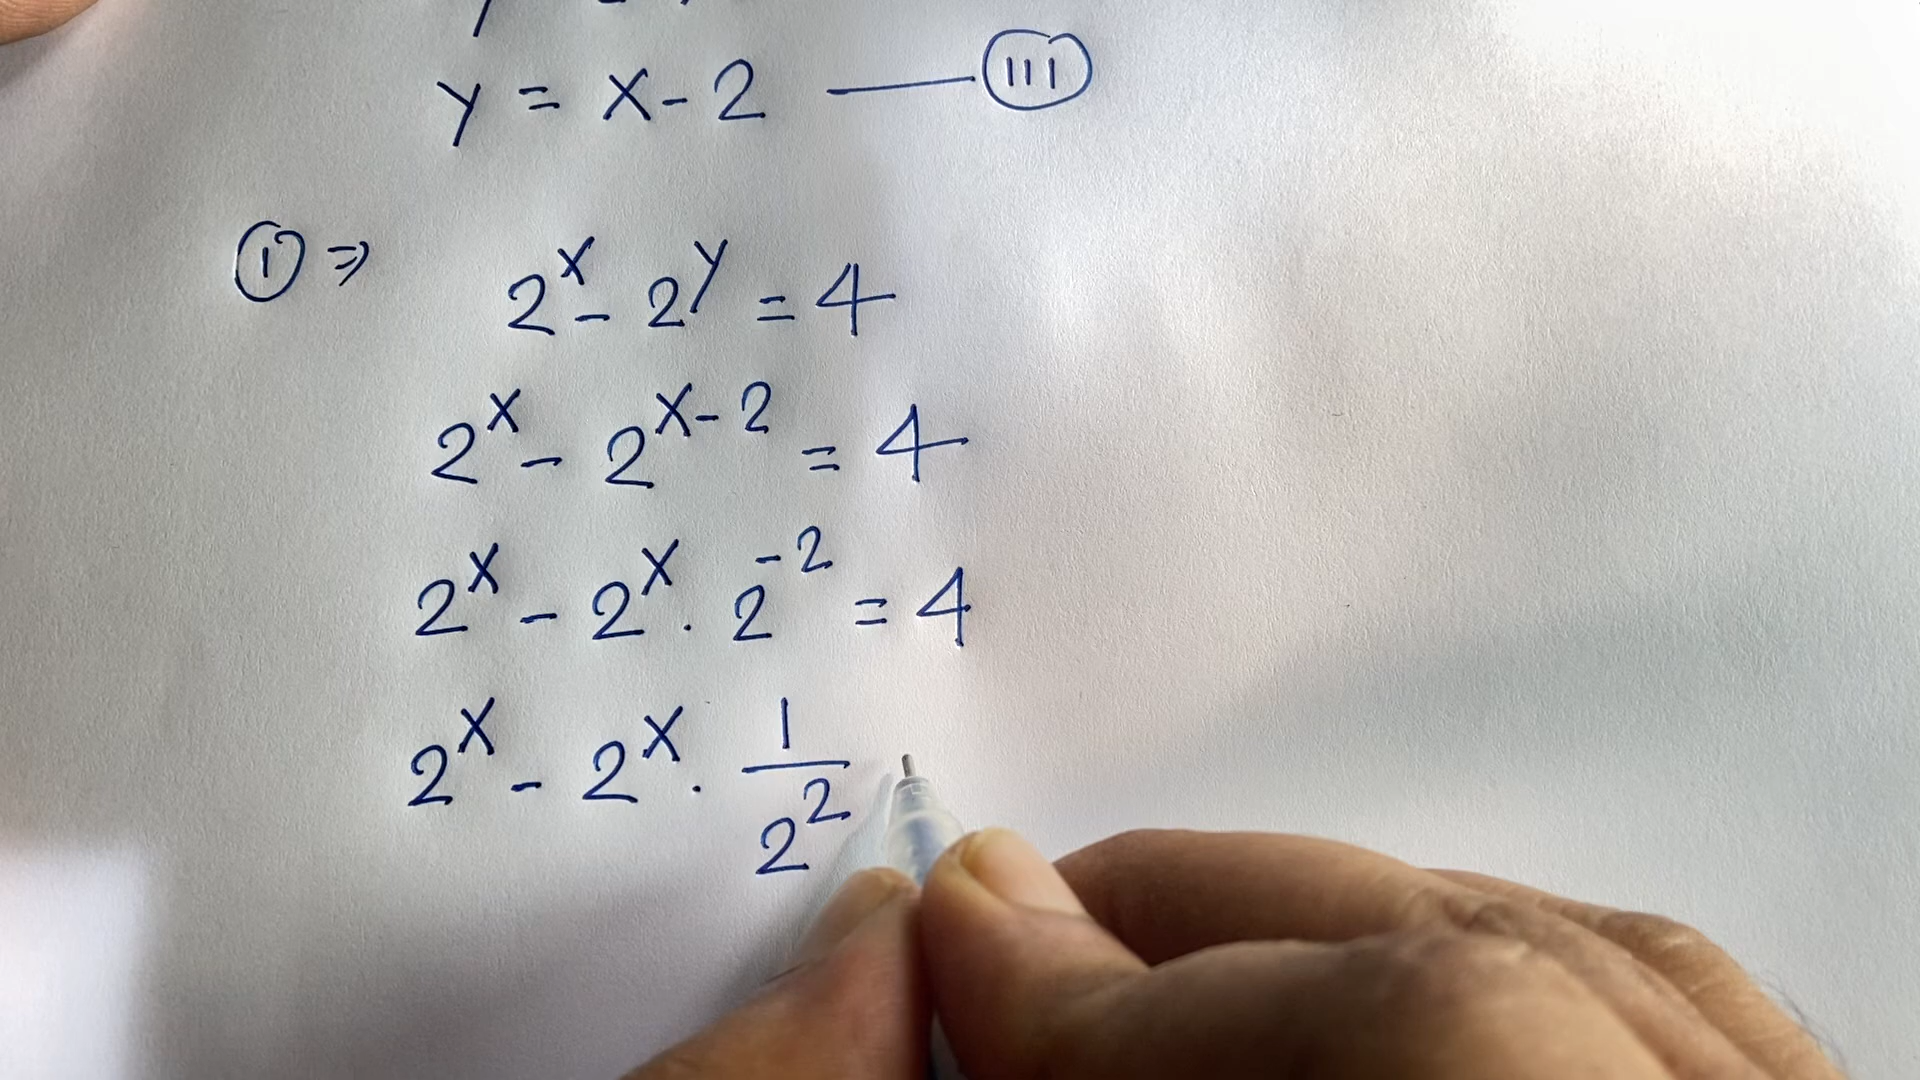 y = x - 2 —— (III)
(I) ⇒ 2^x - 2^y = 4
2^x - 2^(x-2) = 4
2^x - 2^x . 2^-2 = 4
2^x - 2^x . 1/2^2